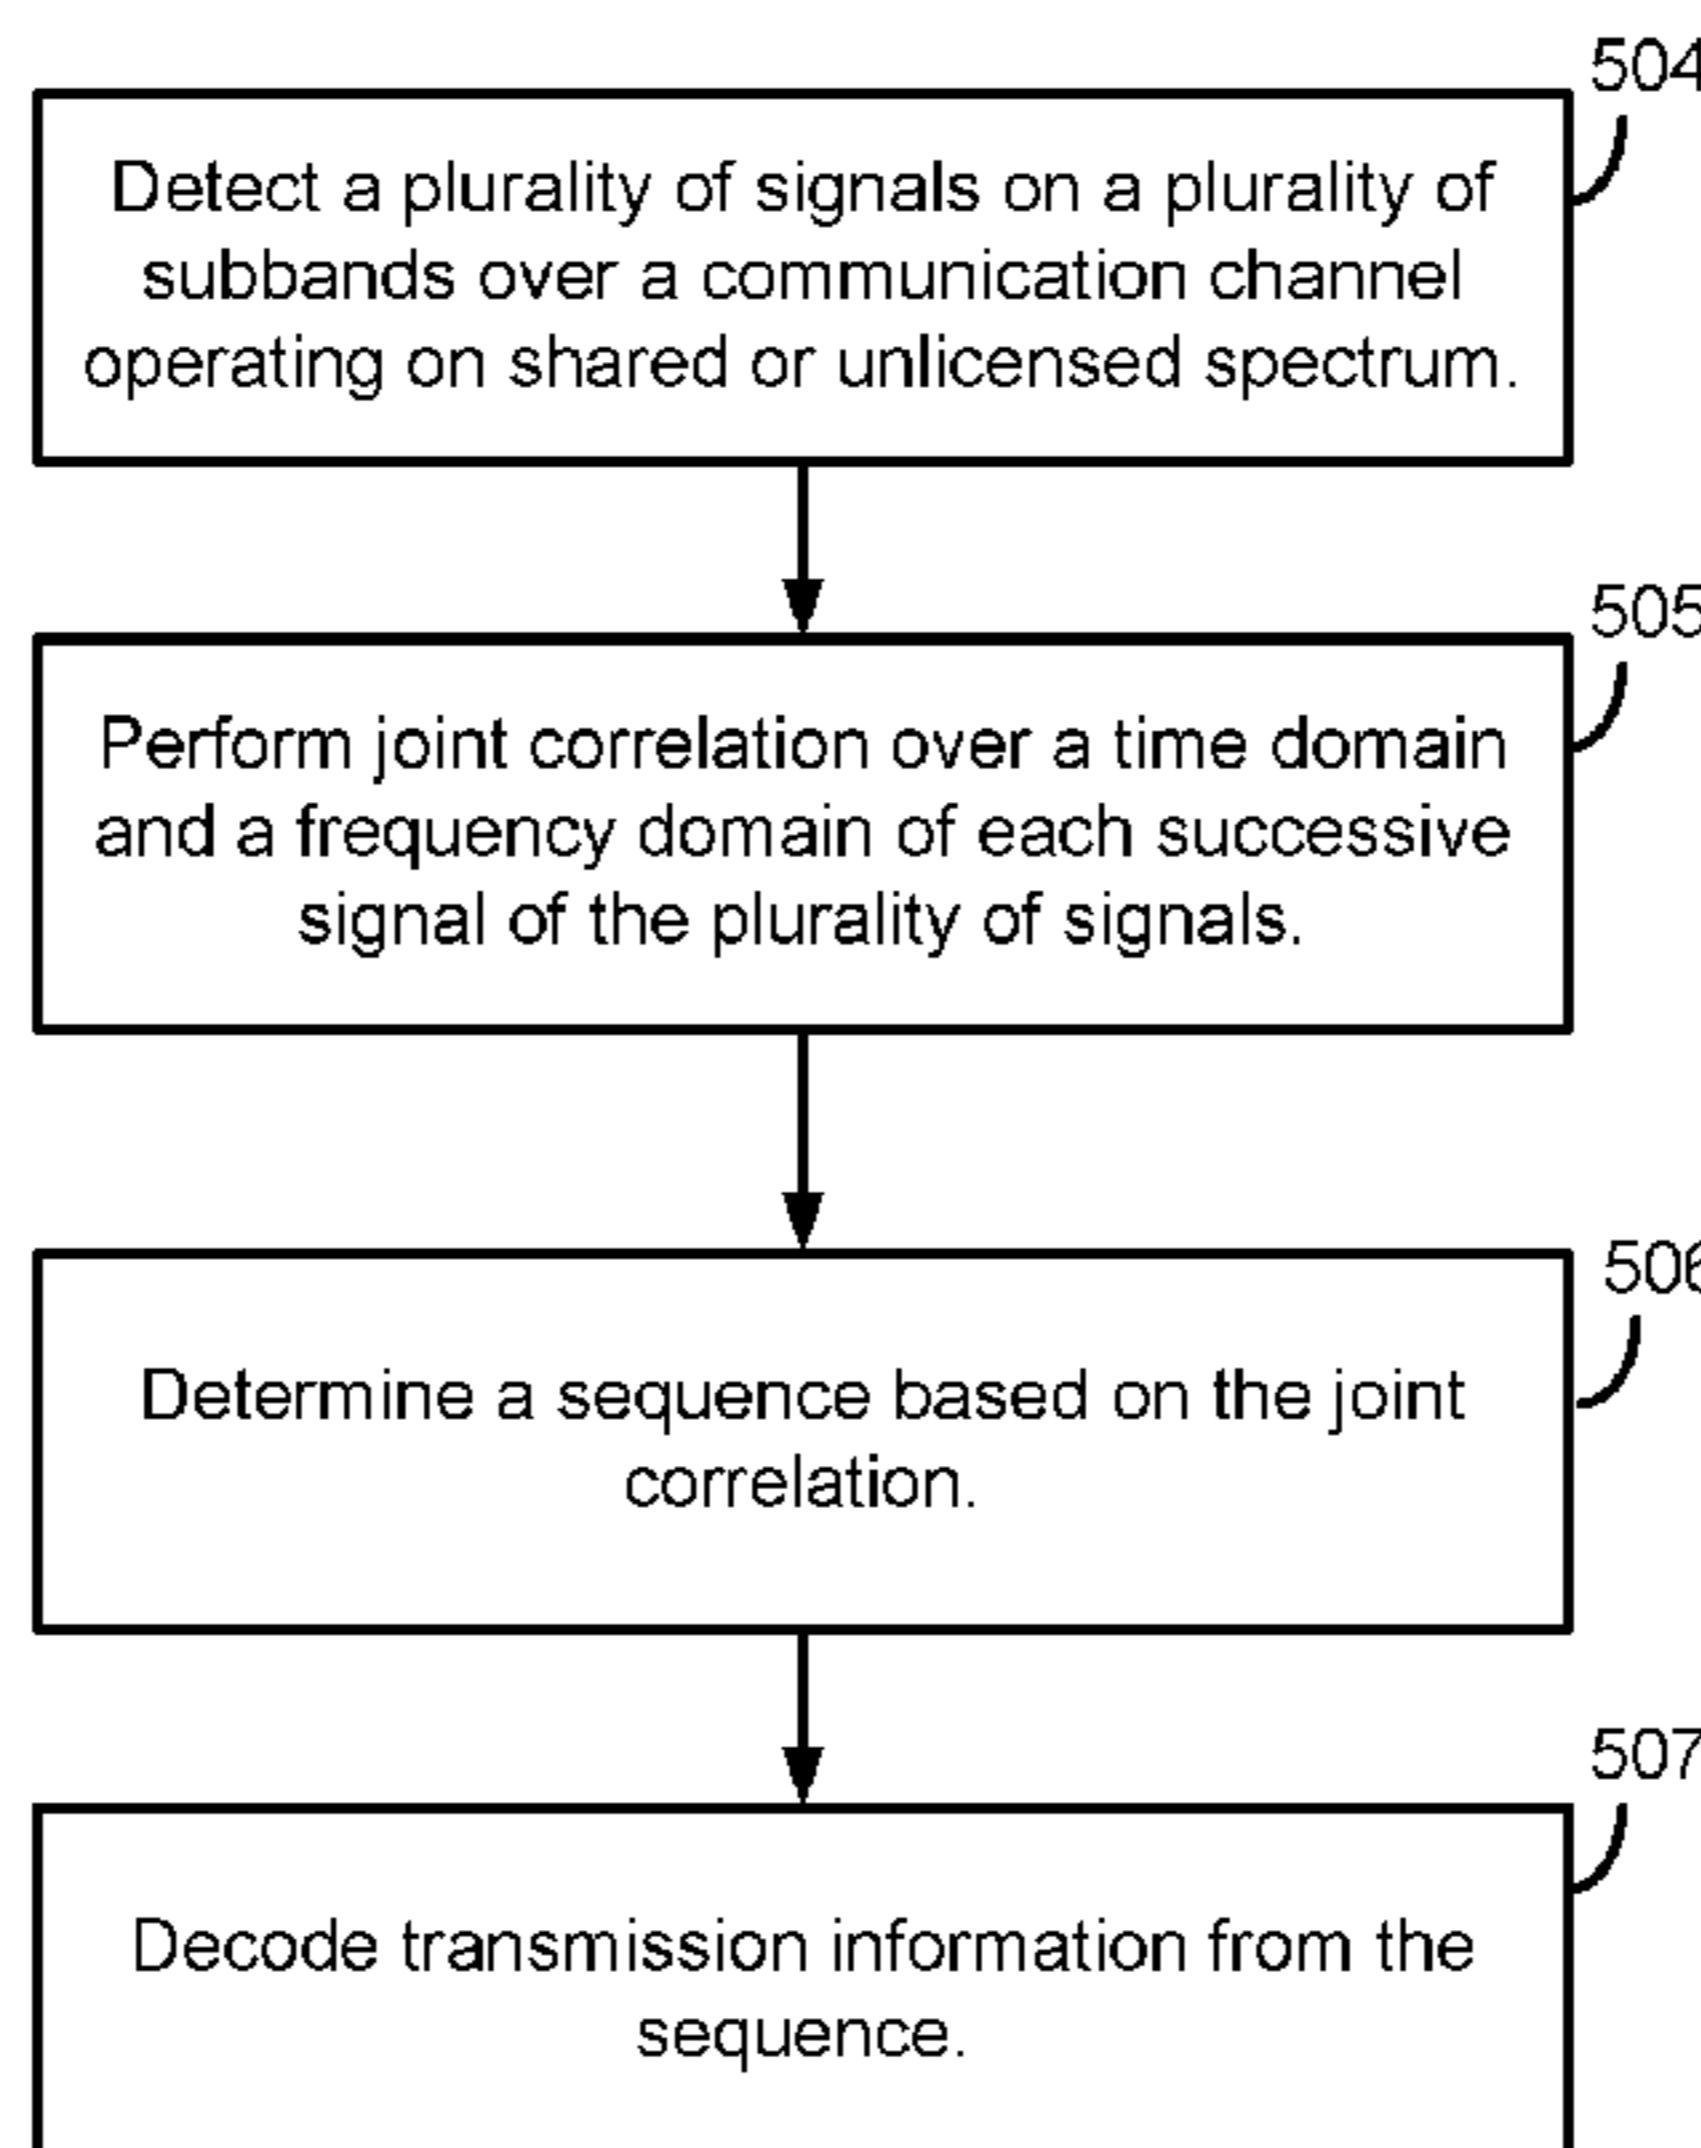 504
Detect a plurality of signals on a plurality of
subbands over a communication channel
operating on shared or unlicensed spectrum.
505
Perform joint correlation over a time domain
and a frequency domain of each successive
signal of the plurality of signals.
506
Determine a sequence based on the joint
correlation.
507
Decode transmission information from the
sequence.